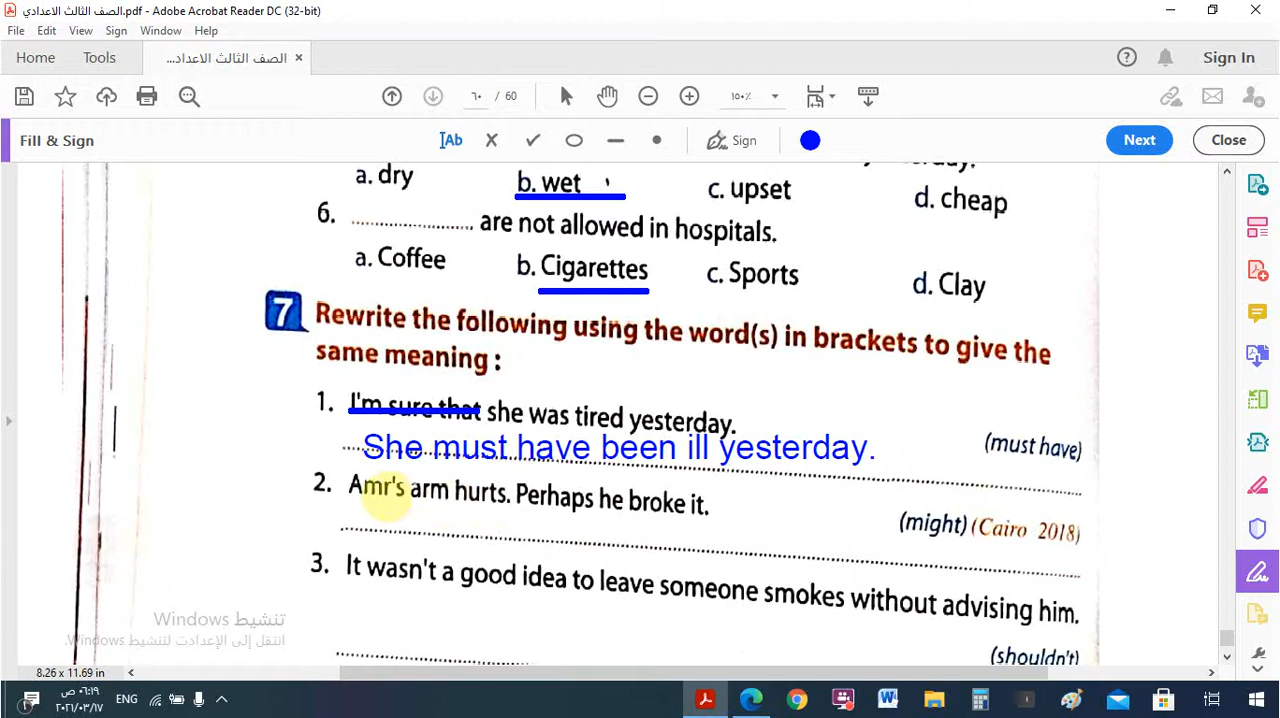 الصف الثالث الاعدادي.pdf - Adobe Acrobat Reader DC (32-bit)
File Edit View Sign Window Help
Home Tools الصف الثالث الاعداد... × Sign In
٦٠ / 60 ١٥٠٪
Fill & Sign Ab Sign Next Close
a. dry b. wet c. upset d. cheap
6. .......................... are not allowed in hospitals.
a. Coffee b. Cigarettes c. Sports d. Clay
7 Rewrite the following using the word(s) in brackets to give the
same meaning :
1. I'm sure that she was tired yesterday.
(must have)
She must have been ill yesterday.
2. Amr's arm hurts. Perhaps he broke it.
(might) (Cairo 2018)
3. It wasn't a good idea to leave someone smokes without advising him.
(shouldn't)
تنشيط Windows
انتقل إلى الإعدادات لتنشيط Windows.
8.26 x 11.69 in
ENG ٠٦:١٩ ص
٢٠٢١/٠٣/١٧